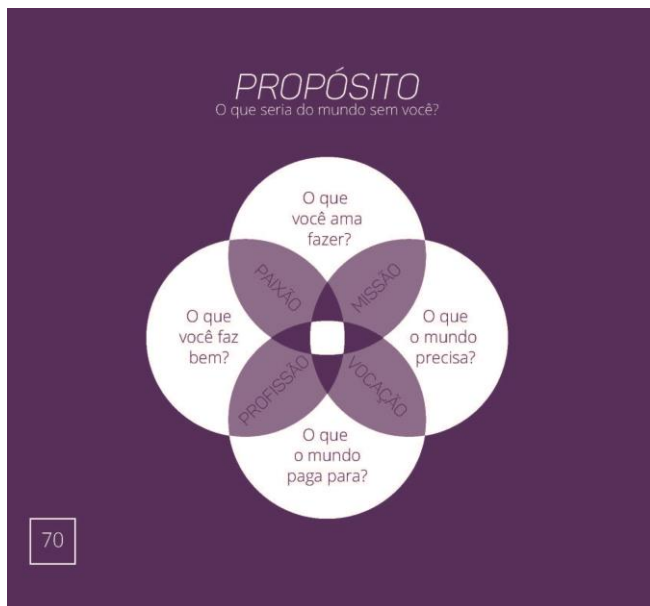 PROPÓSITO
O que seria do mundo sem você?
O que
você ama
fazer?
PAIXÃO
MISSÃO
O que
você faz
bem?
O que
o mundo
precisa?
PROFISSÃO
VOCAÇÃO
O que
o mundo
paga para?
70